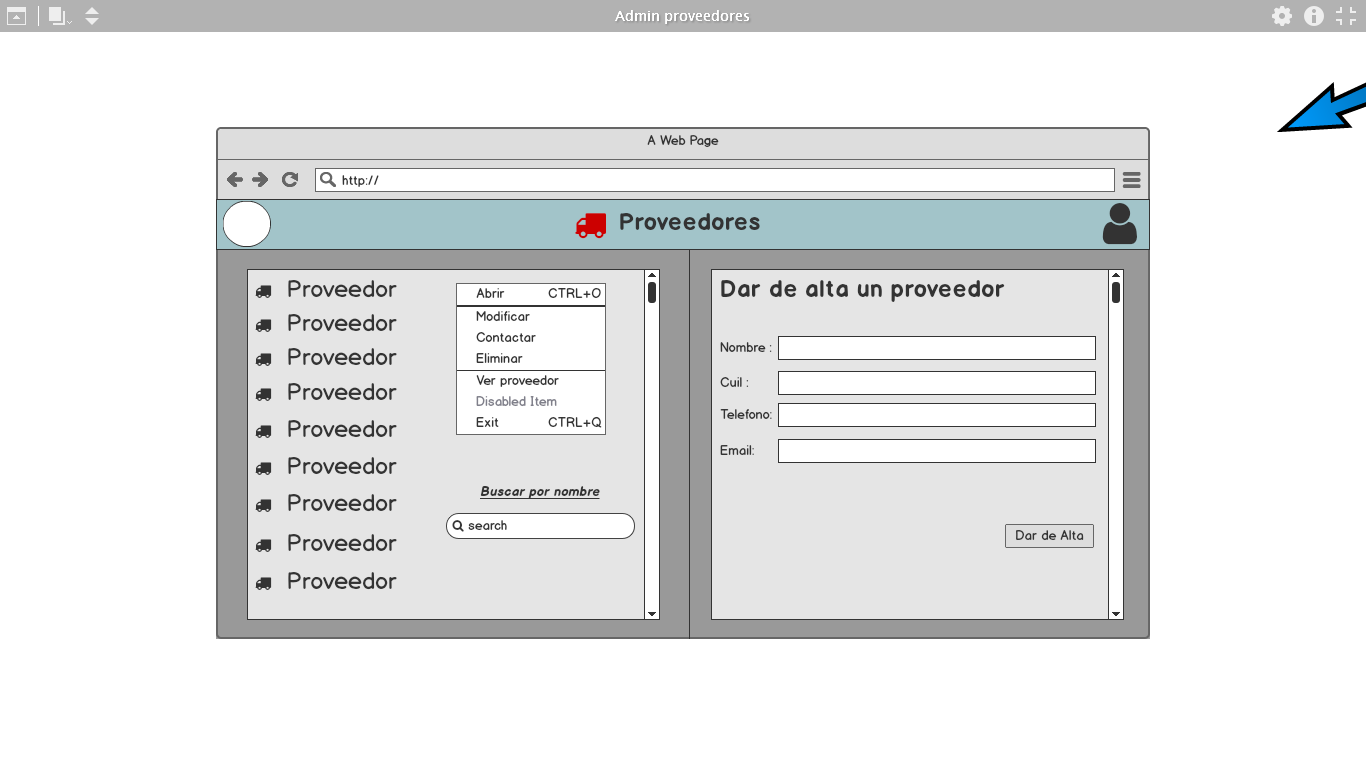 Admin proveedores
A Web Page
http://
Proveedores
Proveedor
Proveedor
Proveedor
Proveedor
Proveedor
Proveedor
Proveedor
Proveedor
Proveedor
Abrir CTRL+O
Modificar
Contactar
Eliminar
Ver proveedor
Disabled Item
Exit CTRL+Q
Buscar por nombre
search
Dar de alta un proveedor
Nombre :
Cuil :
Telefono:
Email:
Dar de Alta